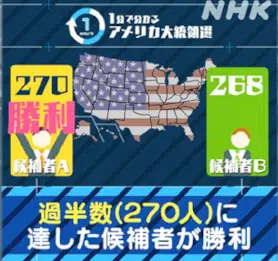 NHK
1 minute
1分で分かる
アメリカ大統領選
270
勝利
候補者A
268
候補者B
過半数(270人)に
達した候補者が勝利